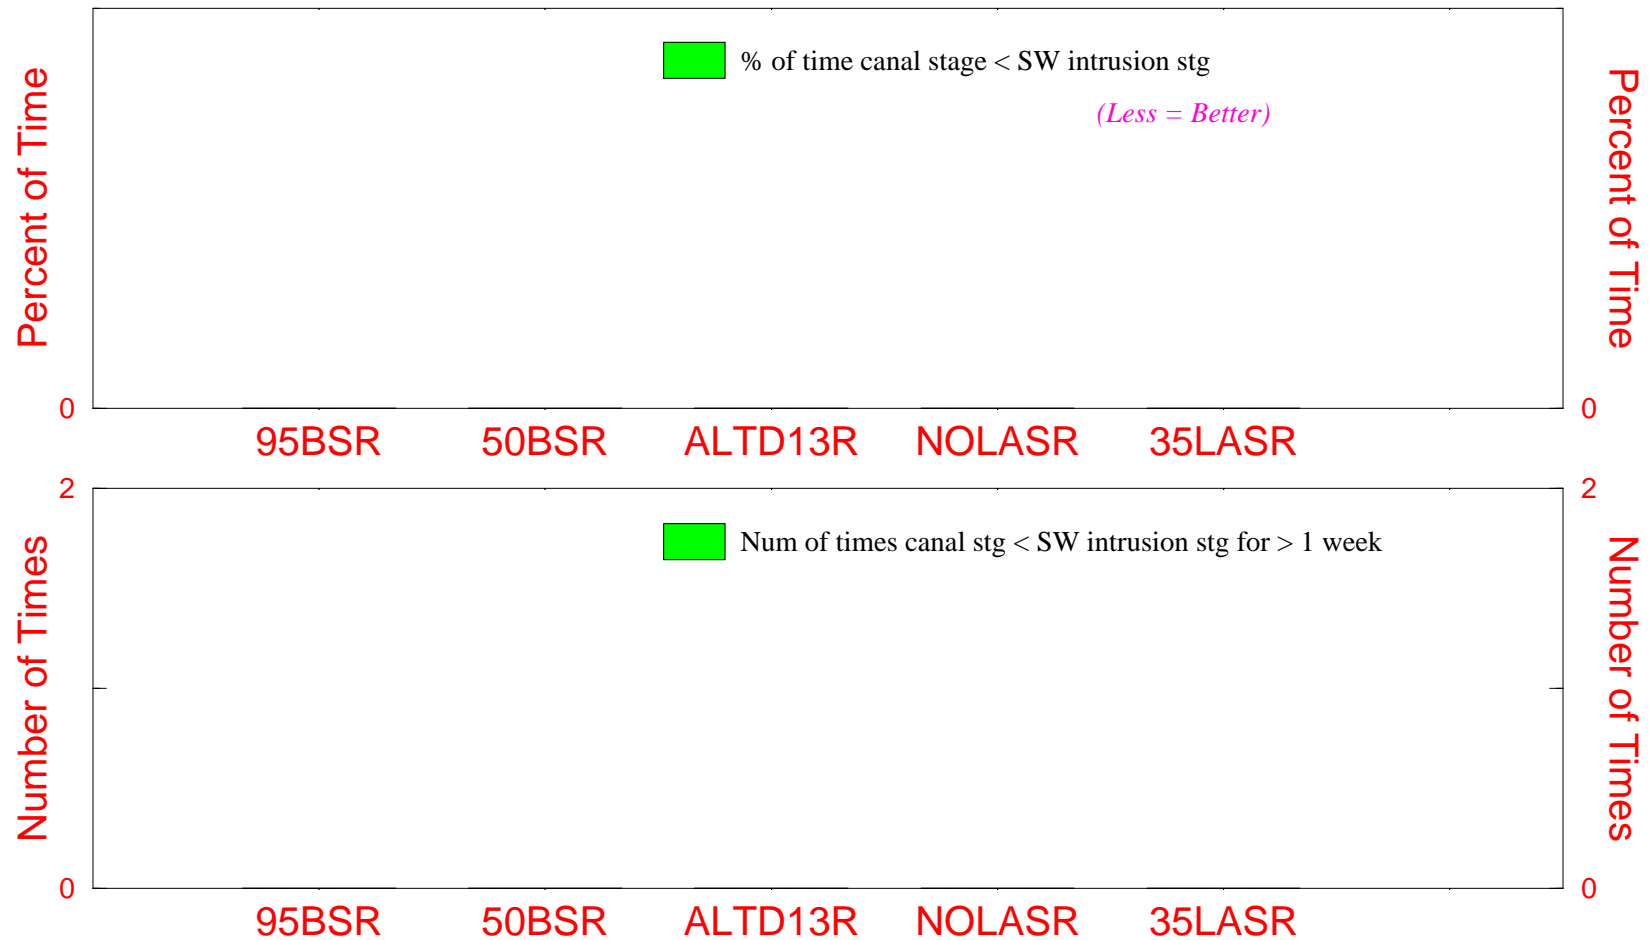 % of time canal stage < SW intrusion stg
(Less = Better)
Percent of Time
Percent of Time
0
0
95BSR 50BSR ALTD13R NOLASR 35LASR
2
2
Num of times canal stg < SW intrusion stg for > 1 week
Number of Times
Number of Times
0
0
95BSR 50BSR ALTD13R NOLASR 35LASR